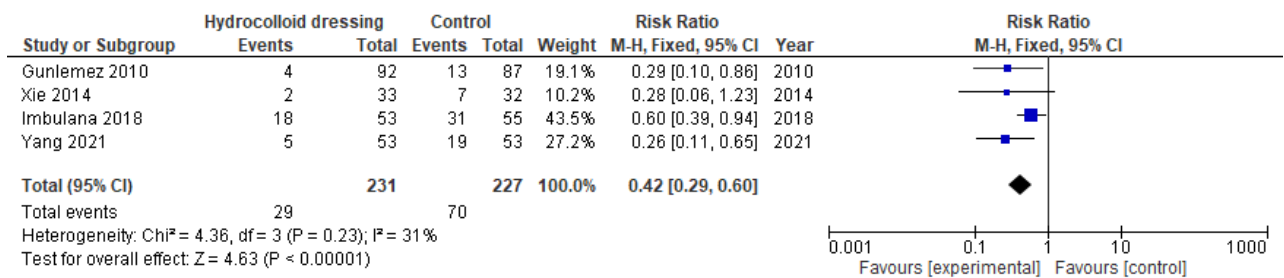 Hydrocolloid dressing Control Risk Ratio Risk Ratio
Study or Subgroup Events Total Events Total Weight M-H, Fixed, 95% CI Year M-H, Fixed, 95% CI
Gunlemez 2010 4 92 13 87 19.1% 0.29 [0.10, 0.86] 2010
Xie 2014 2 33 7 32 10.2% 0.28 [0.06, 1.23] 2014
Imbulana 2018 18 53 31 55 43.5% 0.60 [0.39, 0.94] 2018
Yang 2021 5 53 19 53 27.2% 0.26 [0.11, 0.65] 2021
Total (95% CI) 231 227 100.0% 0.42 [0.29, 0.60]
Total events 29 70
Heterogeneity: Chi² = 4.36, df = 3 (P = 0.23); I² = 31%
Test for overall effect: Z = 4.63 (P < 0.00001)
0.001 0.1 1 10 1000
Favours [experimental] Favours [control]